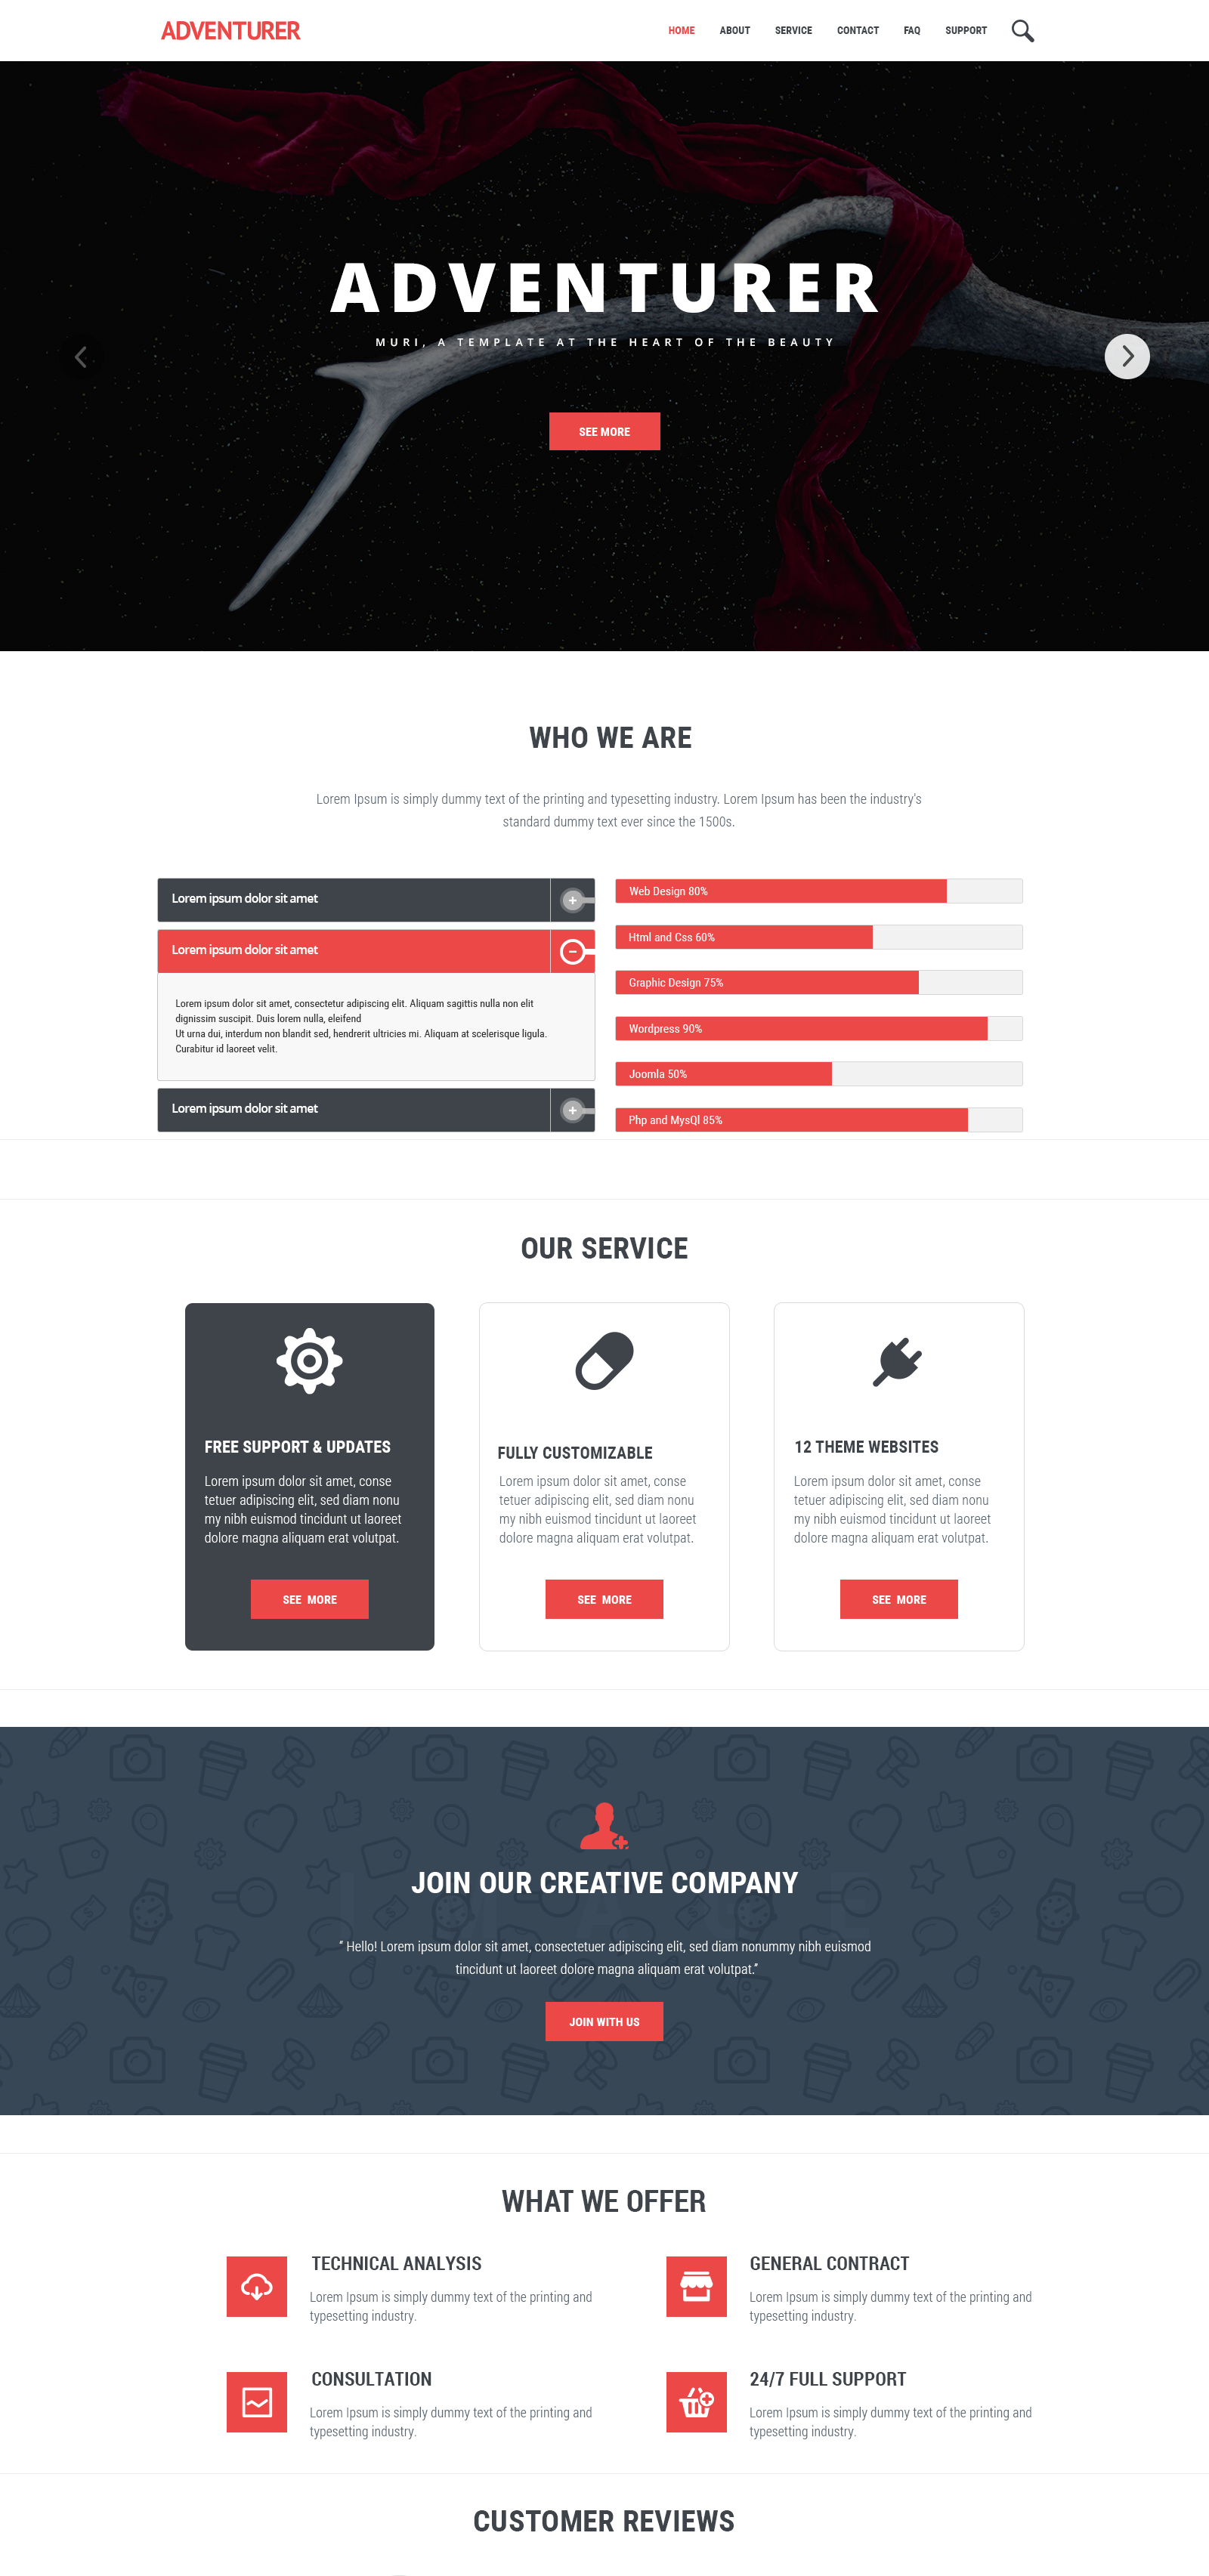 ADVENTURER
HOME ABOUT SERVICE CONTACT FAQ SUPPORT
ADVENTURER
MURI, A TEMPLATE AT THE HEART OF THE BEAUTY
SEE MORE
WHO WE ARE
Lorem Ipsum is simply dummy text of the printing and typesetting industry. Lorem Ipsum has been the industry's
standard dummy text ever since the 1500s.
Lorem ipsum dolor sit amet
Lorem ipsum dolor sit amet
Lorem ipsum dolor sit amet, consectetur adipiscing elit. Aliquam sagittis nulla non elit
dignissim suscipit. Duis lorem nulla, eleifend
Ut urna dui, interdum non blandit sed, hendrerit ultricies mi. Aliquam at scelerisque ligula.
Curabitur id laoreet velit.
Lorem ipsum dolor sit amet
Web Design 80%
Html and Css 60%
Graphic Design 75%
Wordpress 90%
Joomla 50%
Php and MysQl 85%
OUR SERVICE
FREE SUPPORT & UPDATES
Lorem ipsum dolor sit amet, conse
tetuer adipiscing elit, sed diam nonu
my nibh euismod tincidunt ut laoreet
dolore magna aliquam erat volutpat.
SEE MORE
FULLY CUSTOMIZABLE
Lorem ipsum dolor sit amet, conse
tetuer adipiscing elit, sed diam nonu
my nibh euismod tincidunt ut laoreet
dolore magna aliquam erat volutpat.
SEE MORE
12 THEME WEBSITES
Lorem ipsum dolor sit amet, conse
tetuer adipiscing elit, sed diam nonu
my nibh euismod tincidunt ut laoreet
dolore magna aliquam erat volutpat.
SEE MORE
JOIN OUR CREATIVE COMPANY
“ Hello! Lorem ipsum dolor sit amet, consectetuer adipiscing elit, sed diam nonummy nibh euismod
tincidunt ut laoreet dolore magna aliquam erat volutpat.”
JOIN WITH US
WHAT WE OFFER
TECHNICAL ANALYSIS
Lorem Ipsum is simply dummy text of the printing and
typesetting industry.
GENERAL CONTRACT
Lorem Ipsum is simply dummy text of the printing and
typesetting industry.
CONSULTATION
Lorem Ipsum is simply dummy text of the printing and
typesetting industry.
24/7 FULL SUPPORT
Lorem Ipsum is simply dummy text of the printing and
typesetting industry.
CUSTOMER REVIEWS